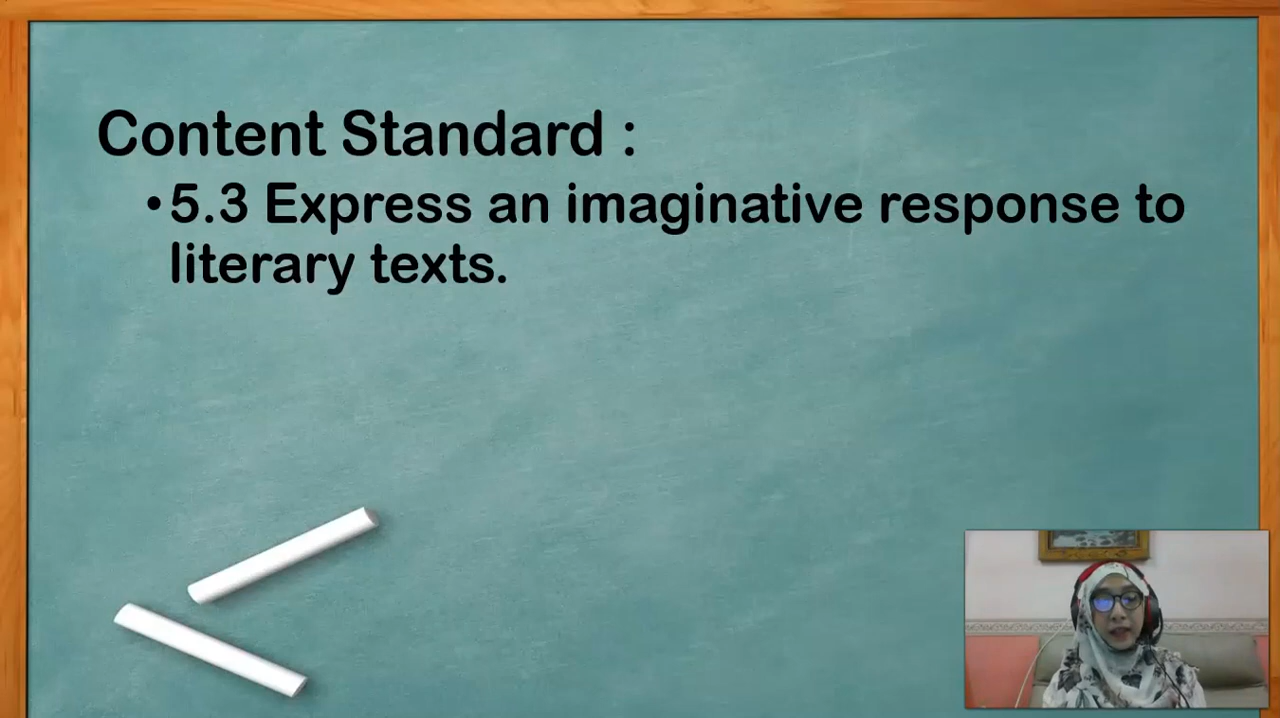 Content Standard :
•5.3 Express an imaginative response to
literary texts.